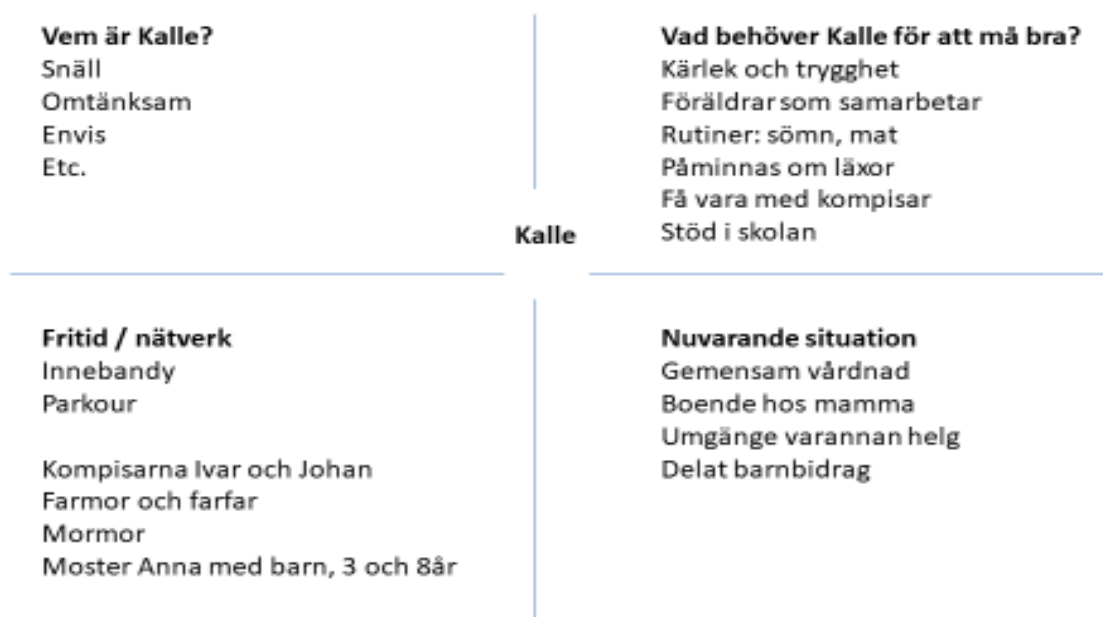 Vem är Kalle?
Snäll
Omtänksam
Envis
Etc.
Vad behöver Kalle för att må bra?
Kärlek och trygghet
Föräldrar som samarbetar
Rutiner: sömn, mat
Påminnas om läxor
Få vara med kompisar
Stöd i skolan
Kalle
Fritid / nätverk
Innebandy
Parkour
Kompisarna Ivar och Johan
Farmor och farfar
Mormor
Moster Anna med barn, 3 och 8år
Nuvarande situation
Gemensam vårdnad
Boende hos mamma
Umgänge varannan helg
Delat barnbidrag